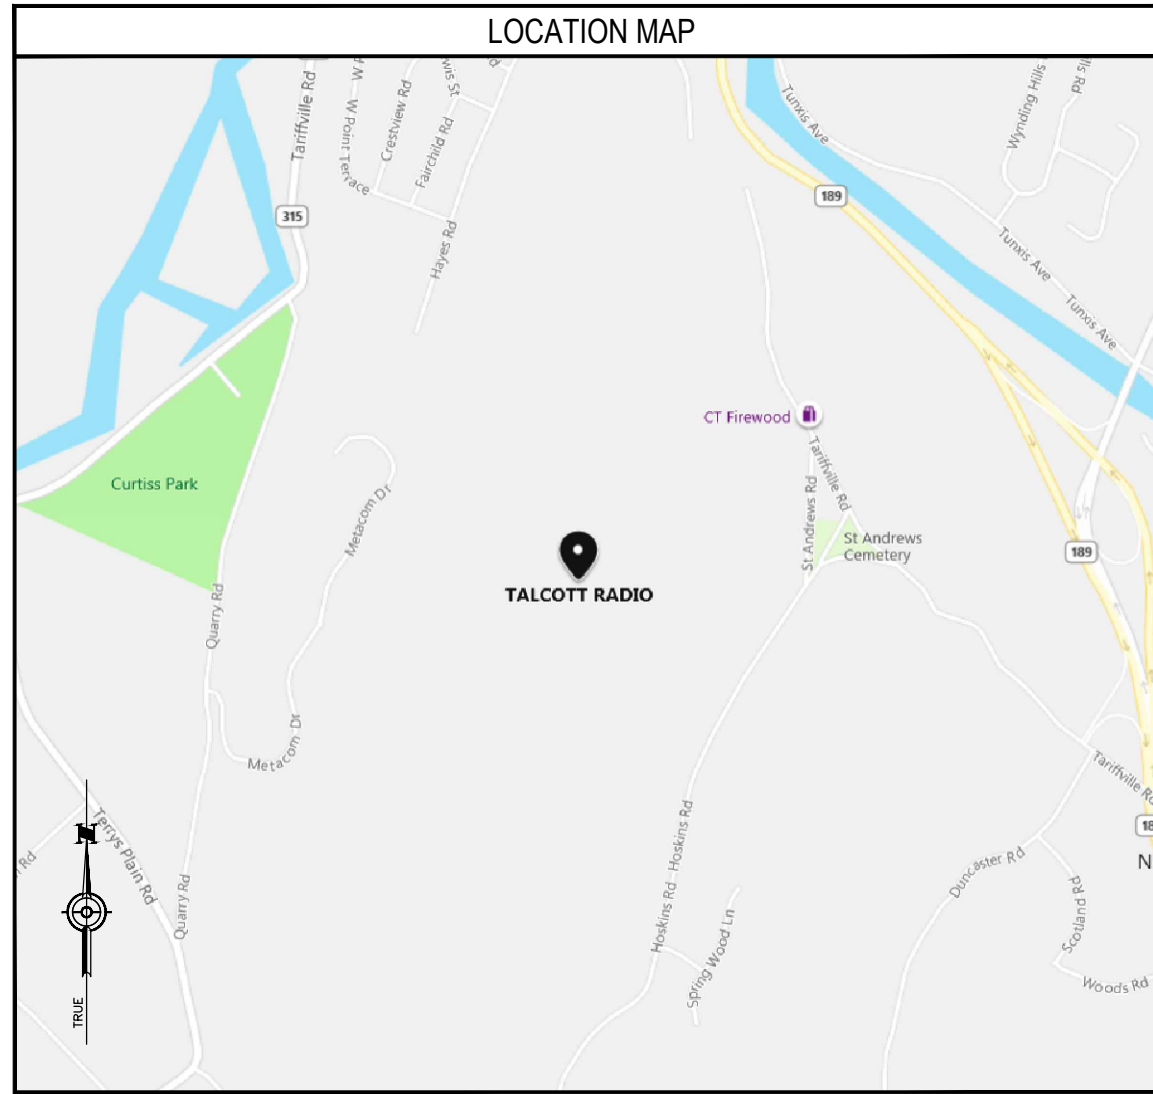 LOCATION MAP
Tariffville Rd
W Point Terrace
Crestview Rd
Fairchild Rd
Hayes Rd
315
Tunxis Ave
Wynding Hills
189
Tunxis Ave
Tunxis Ave
CT Firewood
Tariffville Rd
St Andrews Rd
St Andrews
Cemetery
Curtiss Park
Metacom Dr
Metacom Dr
189
TALCOTT RADIO
Quarry Rd
Metacom Dr
Tariffville Rd
Terrys Plain Rd
N
Hoskins Rd
Hoskins Rd
Duncaster Rd
Scotland Rd
Woods Rd
Quarry Rd
Spring Wood Ln
TRUE
N